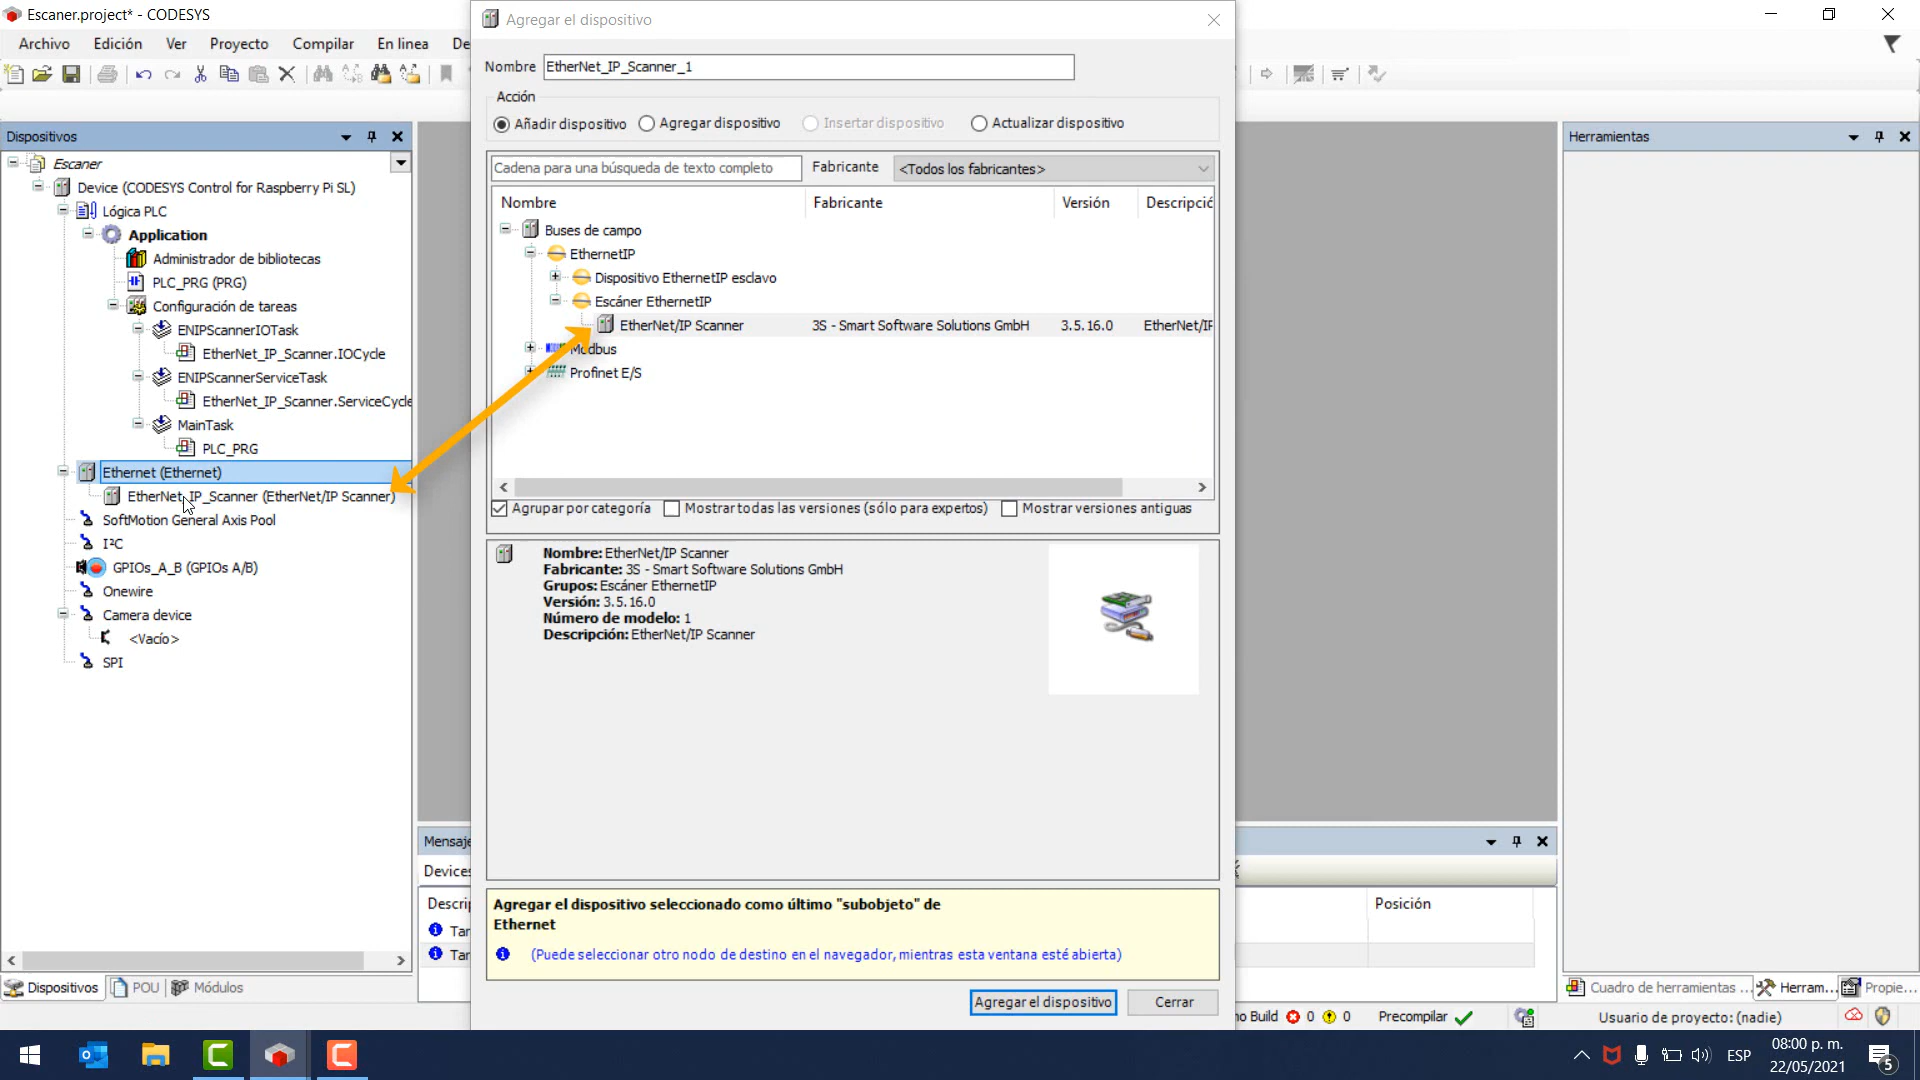 Escaner.project* - CODESYS
Archivo Edición Ver Proyecto Compilar En linea De
Dispositivos
Escaner
Device (CODESYS Control for Raspberry Pi SL)
Lógica PLC
Application
Administrador de bibliotecas
PLC_PRG (PRG)
Configuración de tareas
ENIPScannerIOTask
EtherNet_IP_Scanner.IOCycle
ENIPScannerServiceTask
EtherNet_IP_Scanner.ServiceCycle
MainTask
PLC_PRG
Ethernet (Ethernet)
EtherNet_IP_Scanner (EtherNet/IP Scanner)
SoftMotion General Axis Pool
I²C
GPIOs_A_B (GPIOs A/B)
Onewire
Camera device
<Vacío>
SPI
Dispositivos POU Módulos
Agregar el dispositivo
Nombre EtherNet_IP_Scanner_1
Acción
Añadir dispositivo Agregar dispositivo Insertar dispositivo Actualizar dispositivo
Cadena para una búsqueda de texto completo Fabricante <Todos los fabricantes>
Nombre Fabricante Versión Descripció
Buses de campo
EthernetIP
Dispositivo EthernetIP esclavo
Escáner EthernetIP
EtherNet/IP Scanner 3S - Smart Software Solutions GmbH 3.5.16.0 EtherNet/IP
Modbus
Profinet E/S
Agrupar por categoría Mostrar todas las versiones (sólo para expertos) Mostrar versiones antiguas
Nombre: EtherNet/IP Scanner
Fabricante: 3S - Smart Software Solutions GmbH
Grupos: Escáner EthernetIP
Versión: 3.5.16.0
Número de modelo: 1
Descripción: EtherNet/IP Scanner
Agregar el dispositivo seleccionado como último "subobjeto" de
Ethernet
(Puede seleccionar otro nodo de destino en el navegador, mientras esta ventana esté abierta)
Agregar el dispositivo Cerrar
Mensaje
Devices
Descrip Posición
Tar
Tar
Herramientas
Cuadro de herramientas ... Herram... Propie...
no Build 0 0 Precompilar Usuario de proyecto: (nadie)
ESP 08:00 p. m.
22/05/2021
5